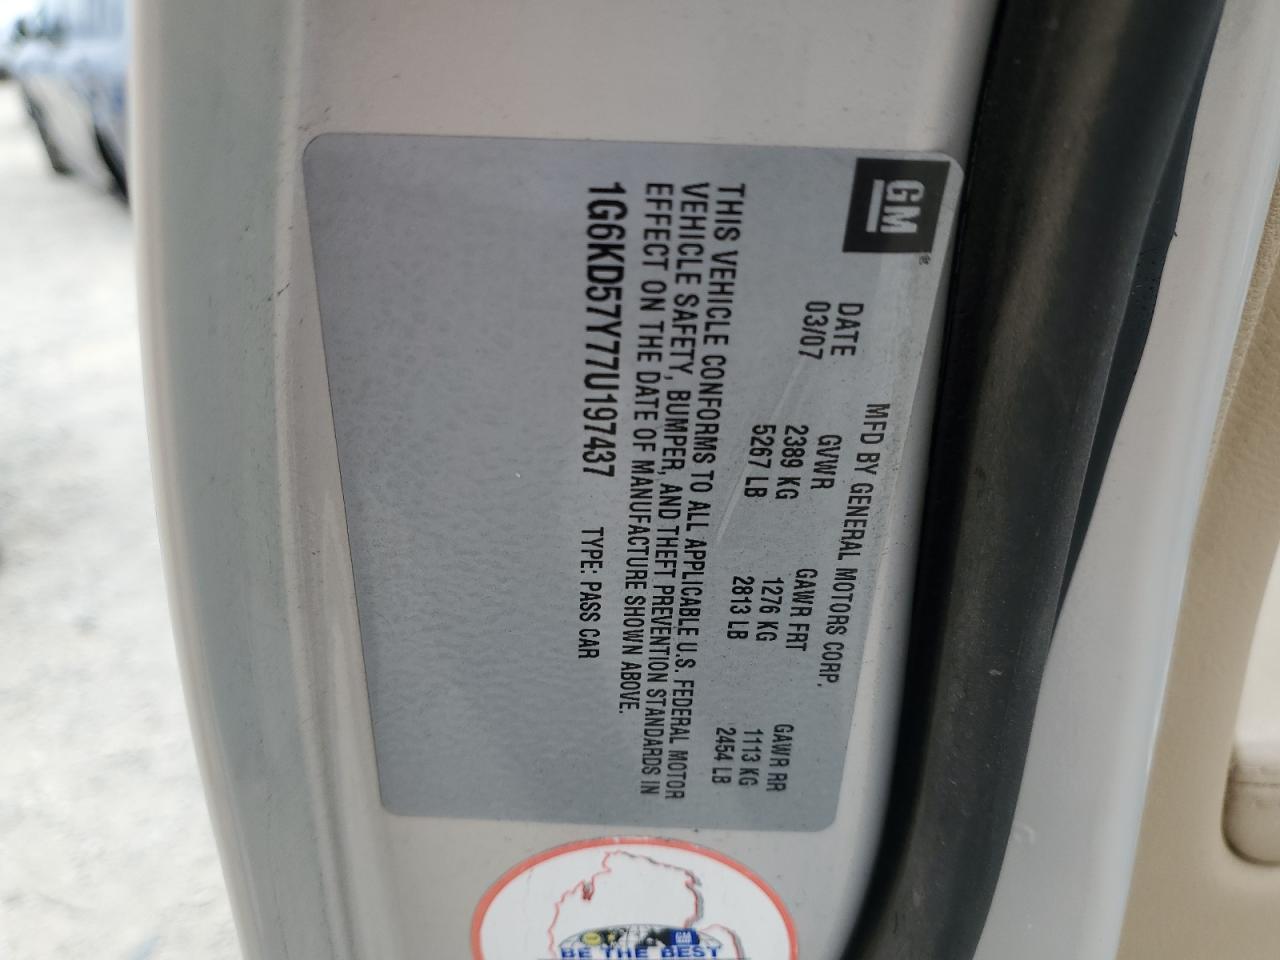 GM®
MFD BY GENERAL MOTORS CORP.
DATE GVWR GAWR FRT GAWR RR
03/07 2389 KG 1276 KG 1113 KG
5267 LB 2813 LB 2454 LB
THIS VEHICLE CONFORMS TO ALL APPLICABLE U.S. FEDERAL MOTOR
VEHICLE SAFETY, BUMPER, AND THEFT PREVENTION STANDARDS IN
EFFECT ON THE DATE OF MANUFACTURE SHOWN ABOVE.
1G6KD57Y77U197437 TYPE: PASS CAR
BE THE BEST